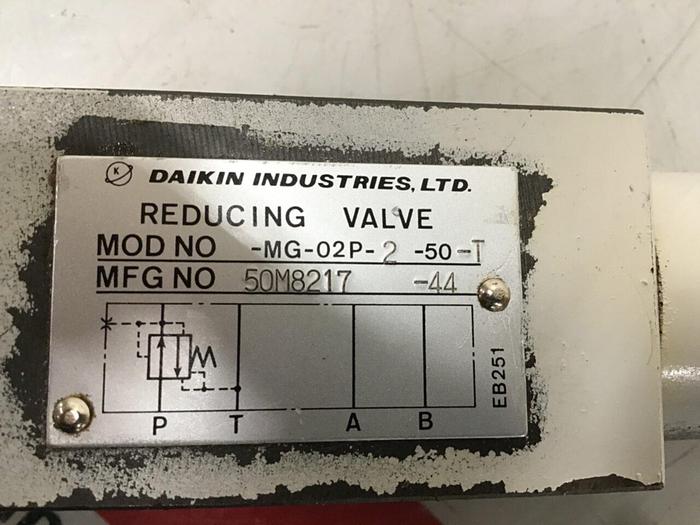 K DAIKIN INDUSTRIES, LTD.
REDUCING VALVE
MOD NO -MG-02P-2-50-T
MFG NO 50M8217 -44
P T A B
EB251